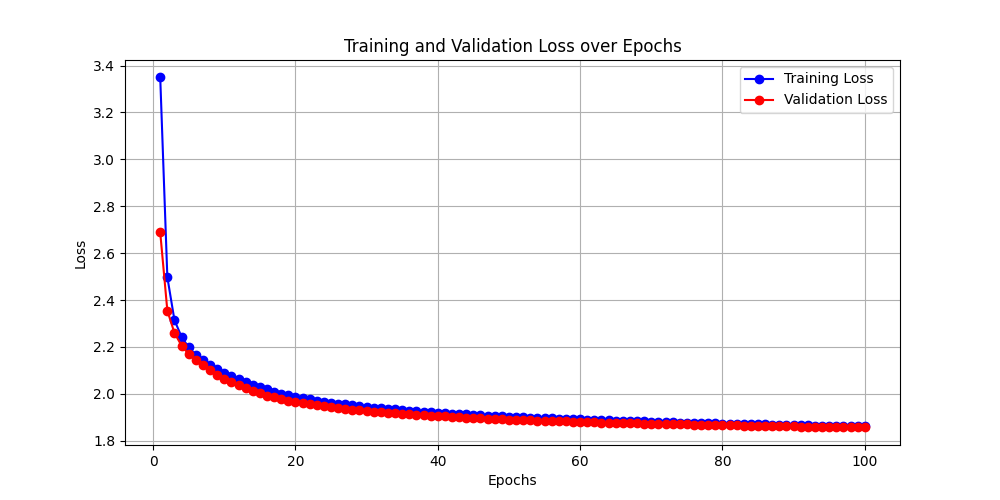 Training and Validation Loss over Epochs
Training Loss
Validation Loss
Loss
3.4
3.2
3.0
2.8
2.6
2.4
2.2
2.0
1.8
0 20 40 60 80 100
Epochs